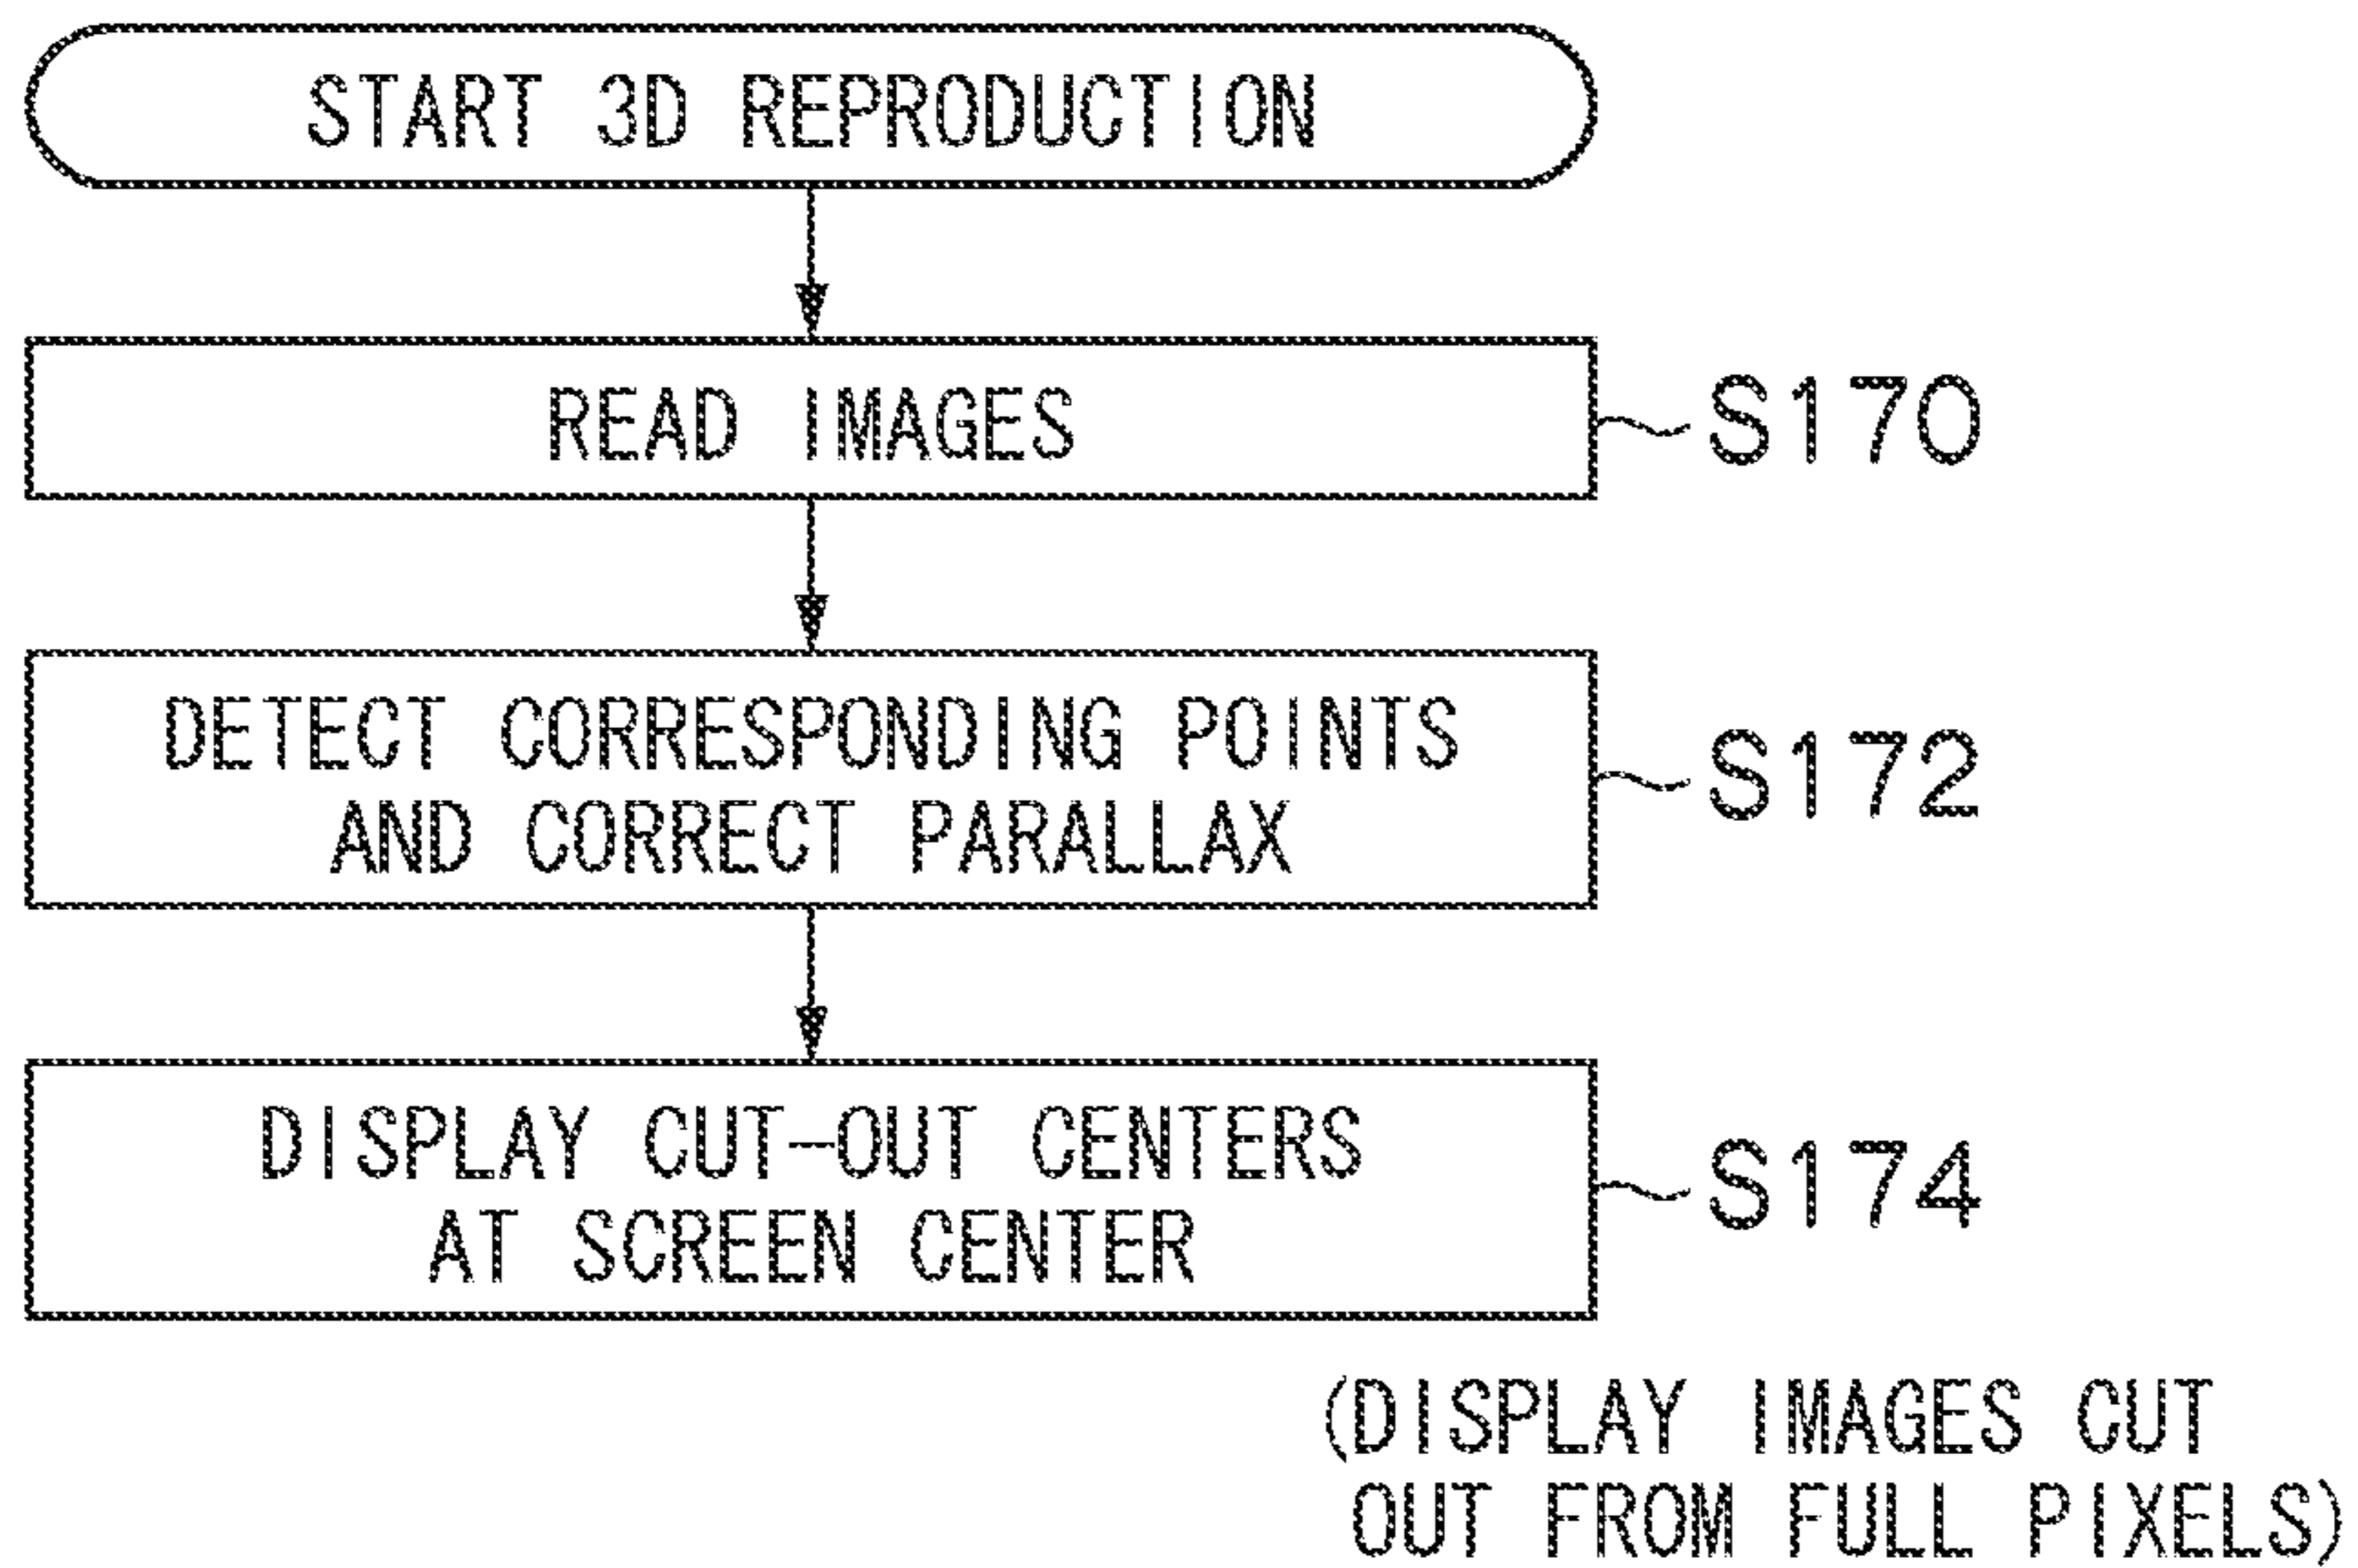 START 3D REPRODUCTION
READ IMAGES
S170
DETECT CORRESPONDING POINTS
AND CORRECT PARALLAX
S172
DISPLAY CUT-OUT CENTERS
AT SCREEN CENTER
S174
(DISPLAY IMAGES CUT
OUT FROM FULL PIXELS)